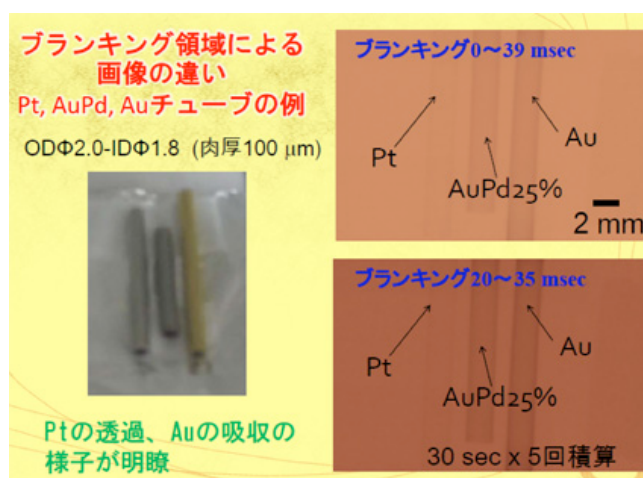 ブランキング領域による
画像の違い
Pt, AuPd, Auチューブの例
ODΦ2.0-IDΦ1.8 (肉厚100 μm)
Ptの透過、Auの吸収の
様子が明瞭
ブランキング0～39 msec
Pt
AuPd25%
Au
2 mm
ブランキング20～35 msec
Pt
AuPd25%
Au
30 sec x 5回積算